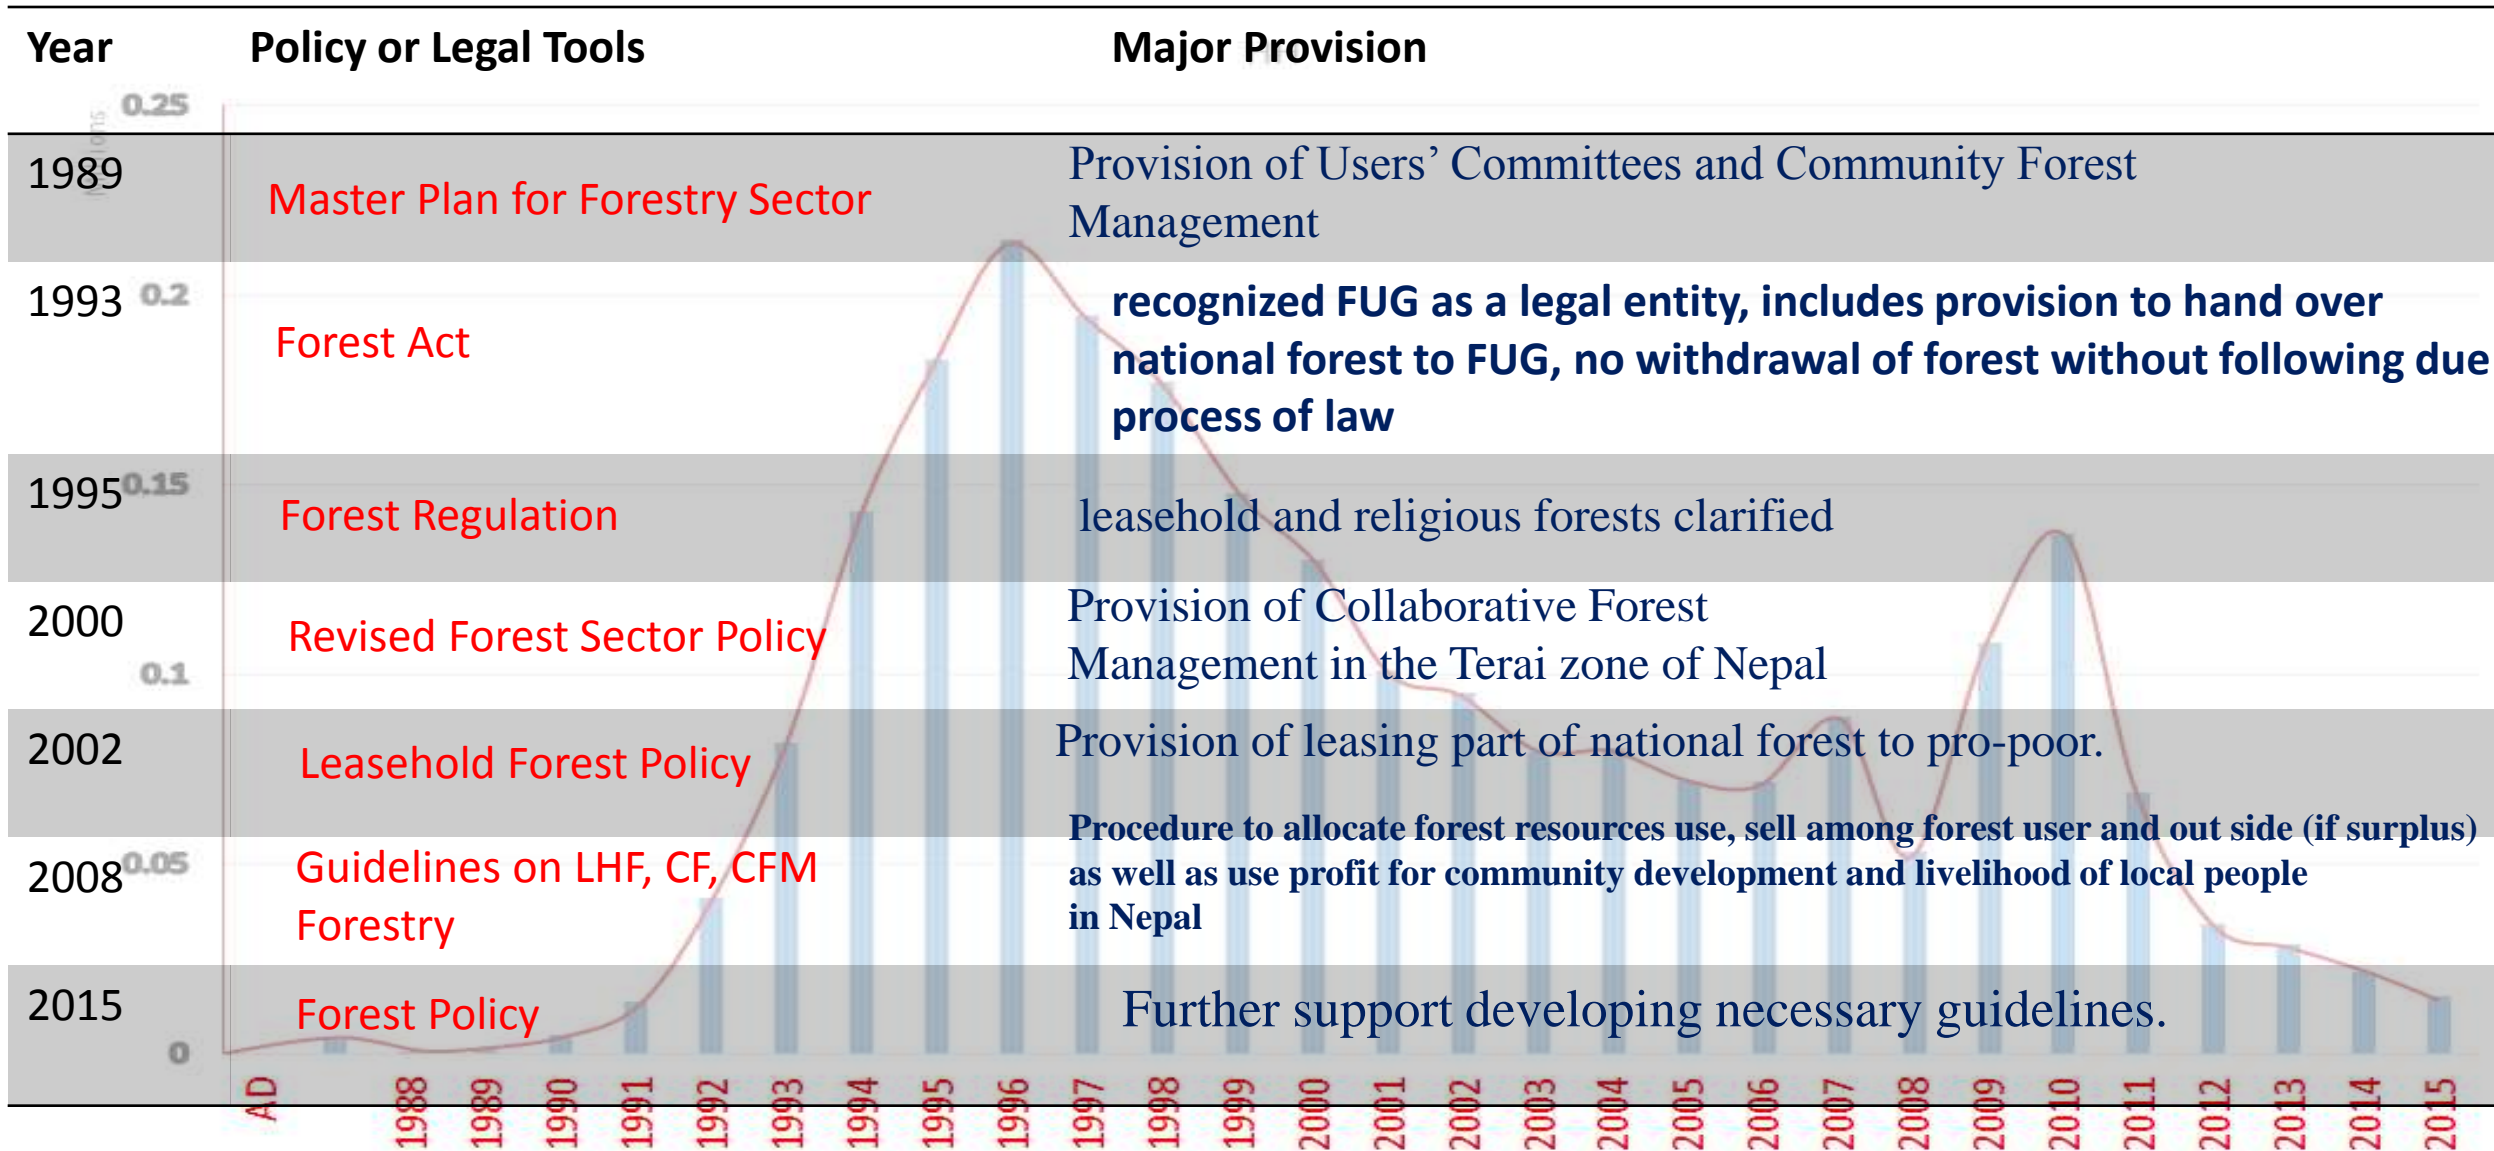 Year Policy or Legal Tools Major Provision
0.25
1989 Master Plan for Forestry Sector Provision of Users’ Committees and Community Forest
Management
1993 0.2 Forest Act recognized FUG as a legal entity, includes provision to hand over
national forest to FUG, no withdrawal of forest without following due
process of law
1995 0.15 Forest Regulation leasehold and religious forests clarified
2000 Revised Forest Sector Policy Provision of Collaborative Forest
0.1 Management in the Terai zone of Nepal
2002 Leasehold Forest Policy Provision of leasing part of national forest to pro-poor.
2008 0.05 Guidelines on LHF, CF, CFM
Forestry
Procedure to allocate forest resources use, sell among forest user and out side (if surplus)
as well as use profit for community development and livelihood of local people
in Nepal
2015 Forest Policy Further support developing necessary guidelines.
0
AD 1988 1989 1990 1991 1992 1993 1994 1995 1996 1997 1998 1999 2000 2001 2002 2003 2004 2005 2006 2007 2008 2009 2010 2011 2012 2013 2014 2015